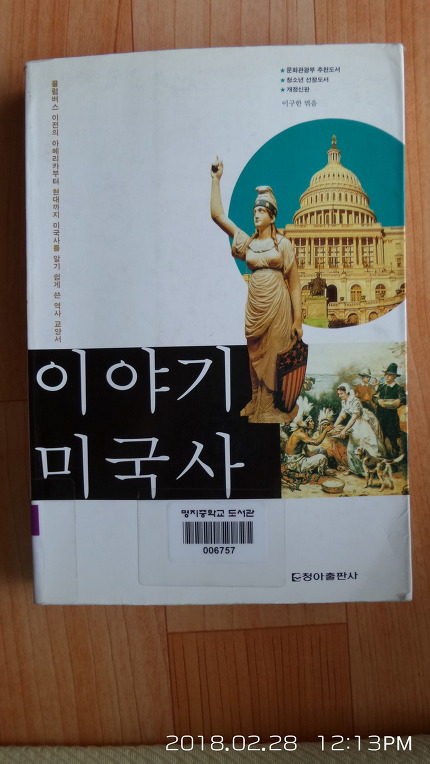 ★ 문화관광부 추천도서
★ 청소년 선정도서
★ 개정신판
이구한 엮음
콜럼버스 이전의 아메리카부터 현대까지 미국사를 알기 쉽게 쓴 역사 교양서
이야기
미국사
명지중학교 도서관
006757
청아출판사
2018.02.28 12:13PM